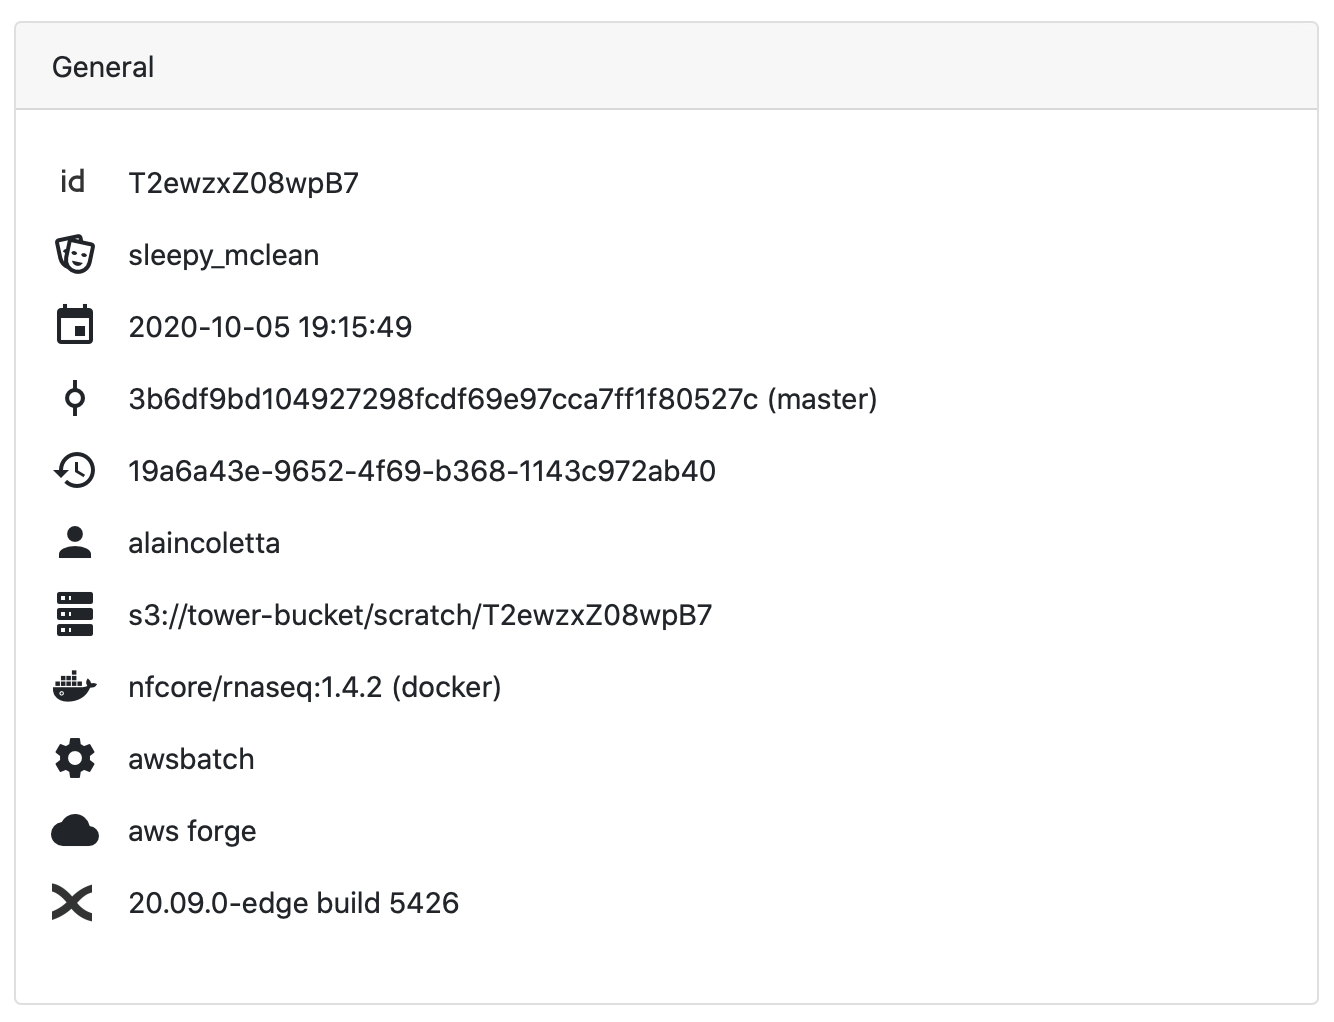 General
id T2ewzxZ08wpB7
sleepy_mclean
2020-10-05 19:15:49
3b6df9bd104927298fcdf69e97cca7ff1f80527c (master)
19a6a43e-9652-4f69-b368-1143c972ab40
alaincoletta
s3://tower-bucket/scratch/T2ewzxZ08wpB7
nfcore/rnaseq:1.4.2 (docker)
awsbatch
aws forge
20.09.0-edge build 5426